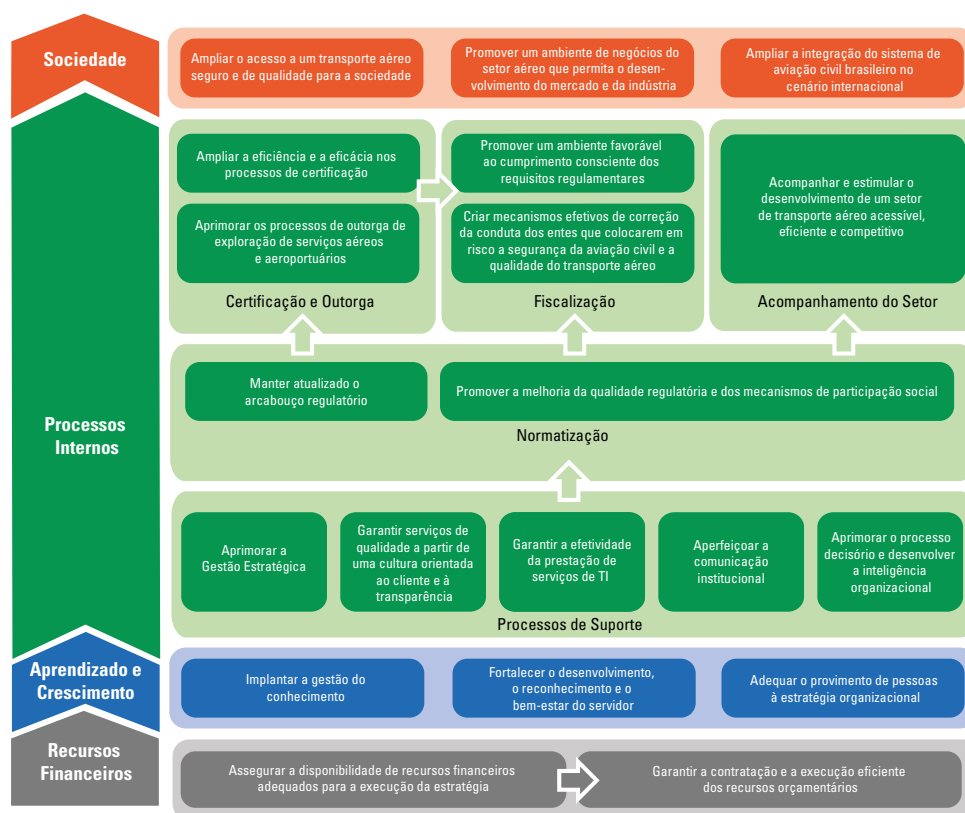 Sociedade
Ampliar o acesso a um transporte aéreo
seguro e de qualidade para a sociedade
Promover um ambiente de negócios do
setor aéreo que permita o desen-
volvimento do mercado e da indústria
Ampliar a integração do sistema de
aviação civil brasileiro no
cenário internacional
Processos
Internos
Ampliar a eficiência e a eficácia nos
processos de certificação
Aprimorar os processos de outorga de
exploração de serviços aéreos
e aeroportuários
Certificação e Outorga
Promover um ambiente favorável
ao cumprimento consciente dos
requisitos regulamentares
Criar mecanismos efetivos de correção
da conduta dos entes que colocarem em
risco a segurança da aviação civil e a
qualidade do transporte aéreo
Fiscalização
Acompanhar e estimular o
desenvolvimento de um setor
de transporte aéreo acessível,
eficiente e competitivo
Acompanhamento do Setor
Manter atualizado o
arcabouço regulatório
Promover a melhoria da qualidade regulatória e dos mecanismos de participação social
Normatização
Aprimorar a
Gestão Estratégica
Garantir serviços de
qualidade a partir de
uma cultura orientada
ao cliente e à
transparência
Garantir a efetividade
da prestação de
serviços de TI
Aperfeiçoar a
comunicação
institucional
Aprimorar o processo
decisório e desenvolver
a inteligência
organizacional
Processos de Suporte
Aprendizado e
Crescimento
Implantar a gestão do
conhecimento
Fortalecer o desenvolvimento,
o reconhecimento e o
bem-estar do servidor
Adequar o provimento de pessoas
à estratégia organizacional
Recursos
Financeiros
Assegurar a disponibilidade de recursos financeiros
adequados para a execução da estratégia
Garantir a contratação e a execução eficiente
dos recursos orçamentários